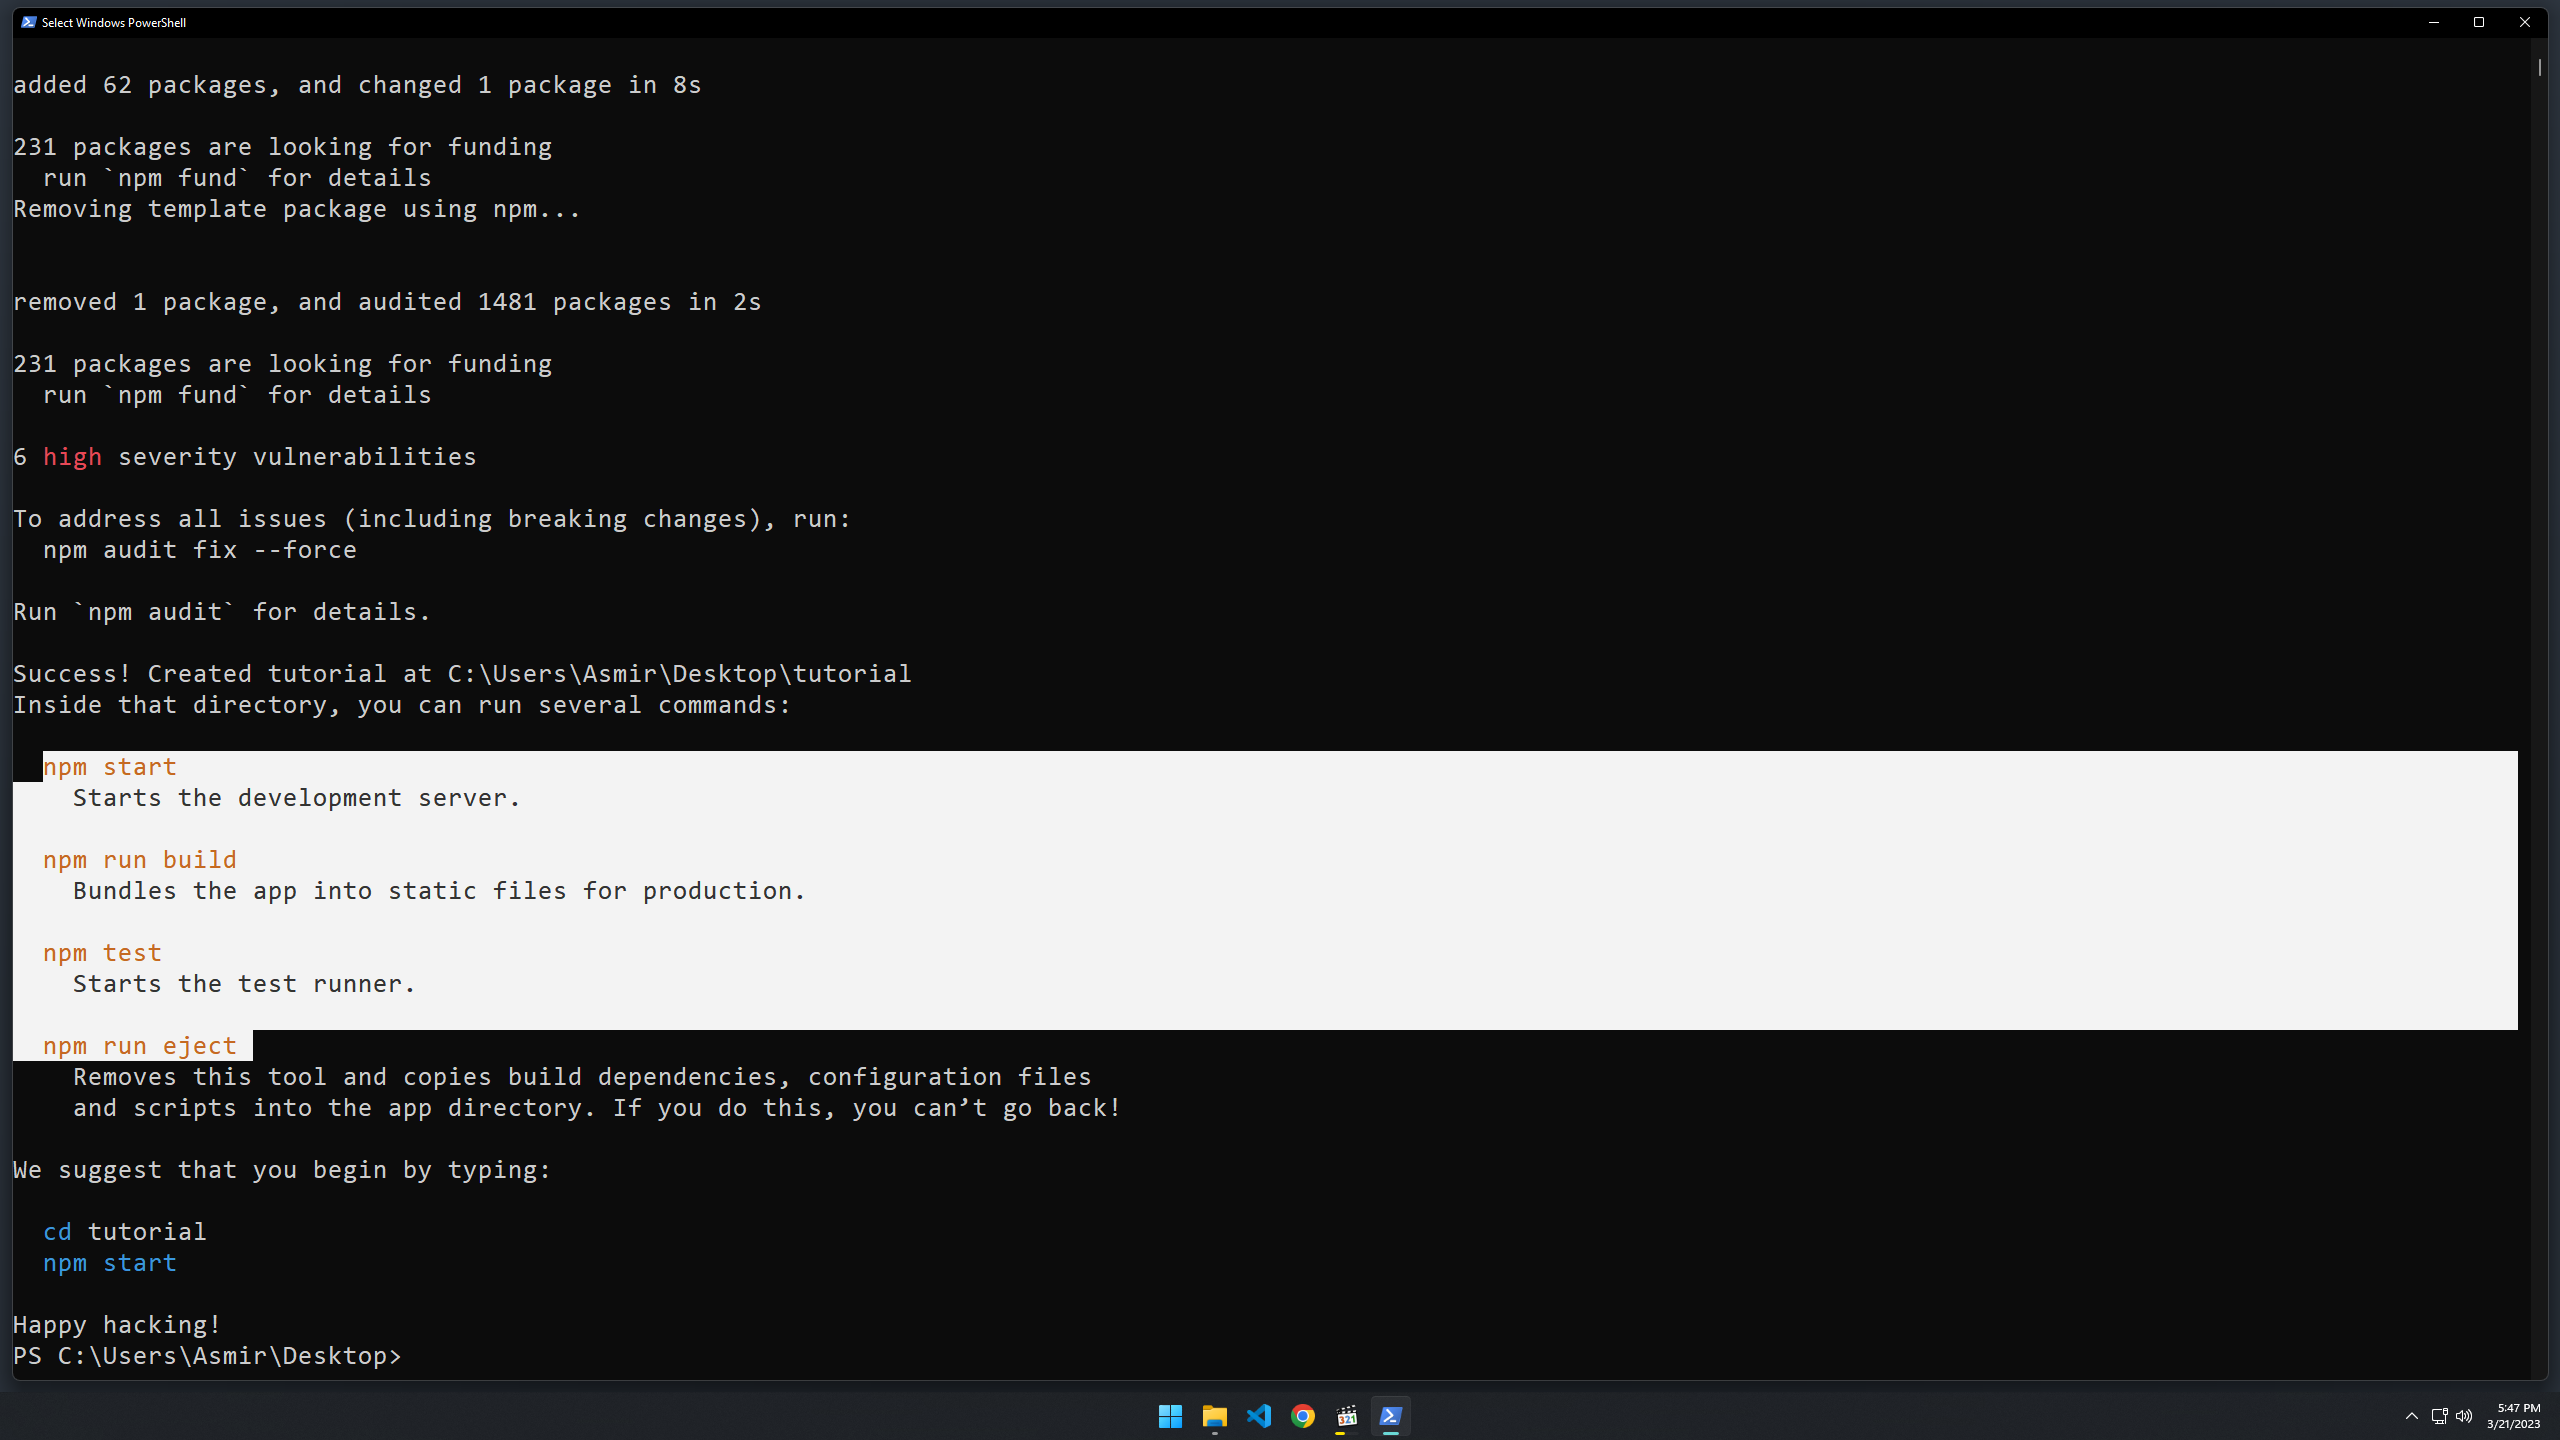 Select Windows PowerShell
added 62 packages, and changed 1 package in 8s
231 packages are looking for funding
run `npm fund` for details
Removing template package using npm...
removed 1 package, and audited 1481 packages in 2s
231 packages are looking for funding
run `npm fund` for details
6 high severity vulnerabilities
To address all issues (including breaking changes), run:
npm audit fix --force
Run `npm audit` for details.
Success! Created tutorial at C:\Users\Asmir\Desktop\tutorial
Inside that directory, you can run several commands:
npm start
Starts the development server.
npm run build
Bundles the app into static files for production.
npm test
Starts the test runner.
npm run eject
Removes this tool and copies build dependencies, configuration files
and scripts into the app directory. If you do this, you can’t go back!
We suggest that you begin by typing:
cd tutorial
npm start
Happy hacking!
PS C:\Users\Asmir\Desktop>
321
5:47 PM
3/21/2023